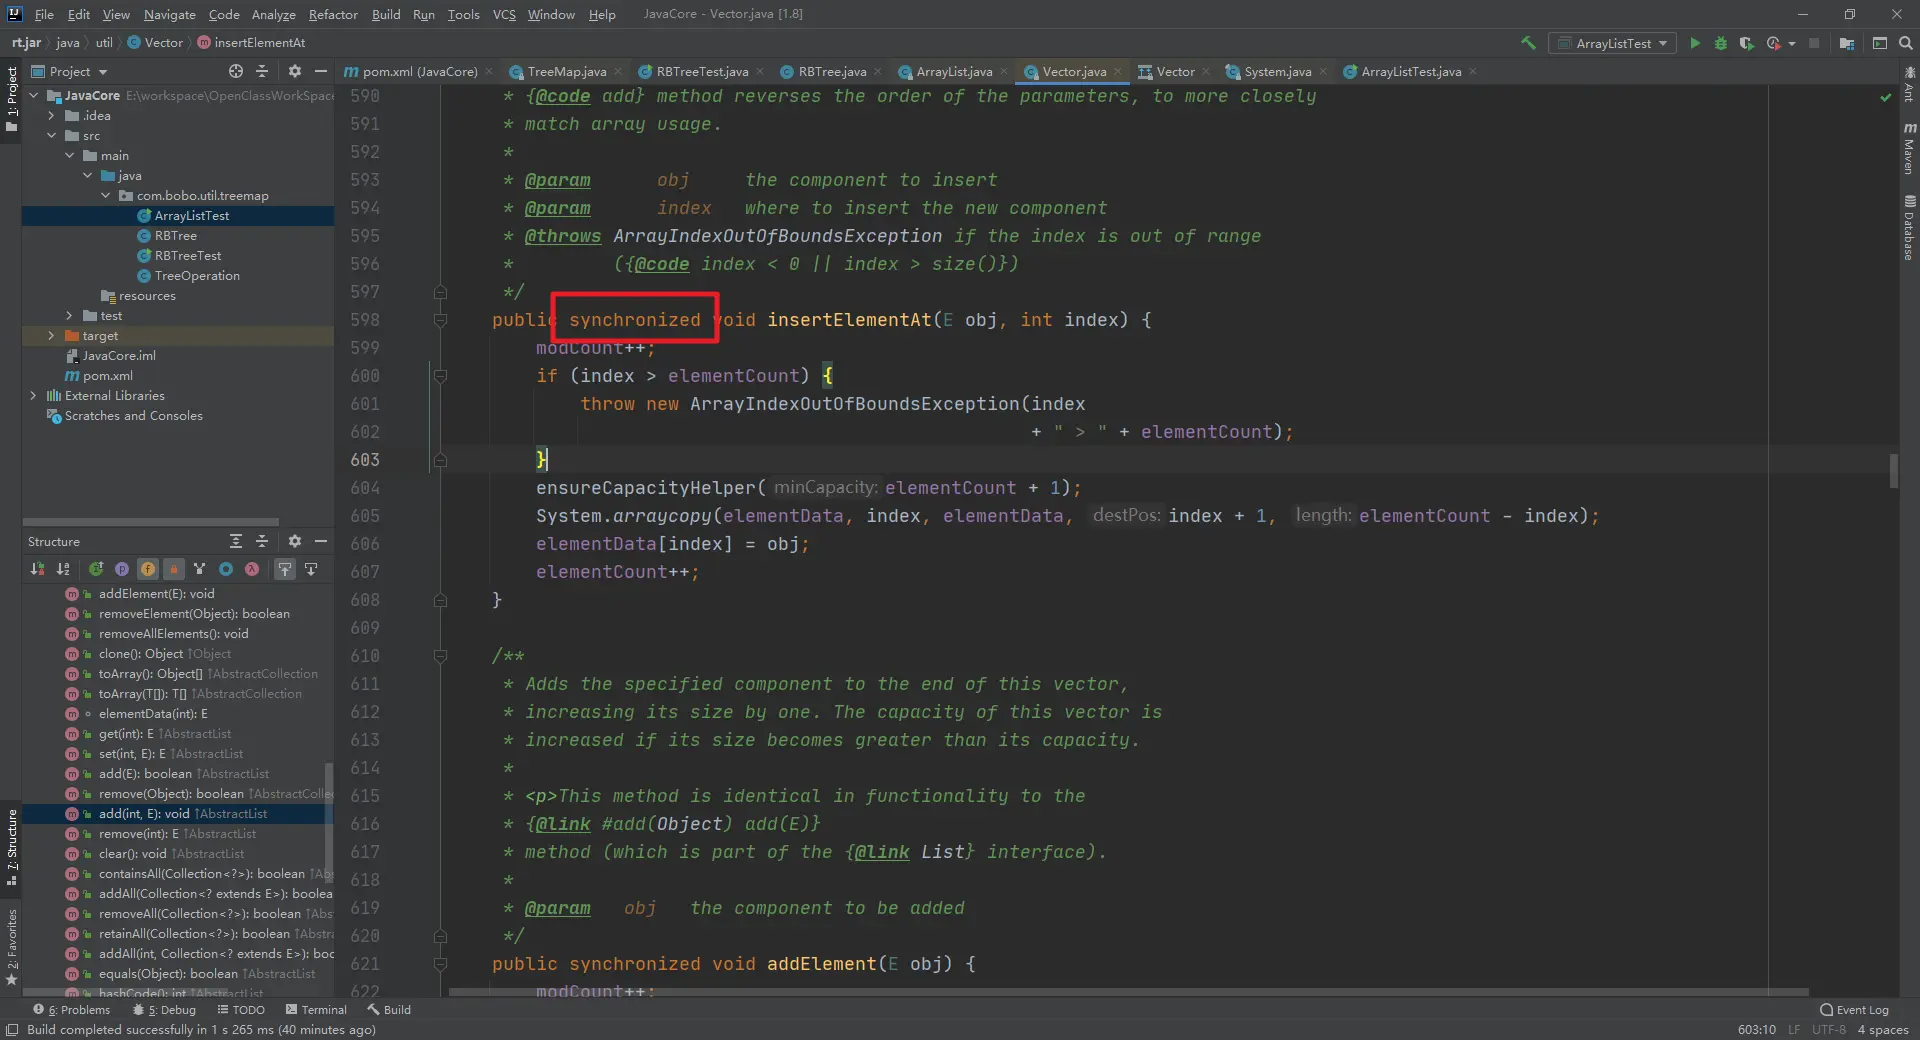 File Edit View Navigate Code Analyze Refactor Build Run Tools VCS Window Help JavaCore - Vector.java [1.8]
rt.jar java util Vector insertElementAt ArrayListTest
Project pom.xml (JavaCore) TreeMap.java RBTreeTest.java RBTree.java ArrayList.java Vector.java Vector System.java ArrayListTest.java
1: Project
JavaCore E:\workspace\OpenClassWorkSpace
.idea
src
main
java
com.bobo.util.treemap
ArrayListTest
RBTree
RBTreeTest
TreeOperation
resources
test
target
JavaCore.iml
pom.xml
External Libraries
Scratches and Consoles
Structure
addElement(E): void
removeElement(Object): boolean
removeAllElements(): void
clone(): Object ↑Object
toArray(): Object[] ↑AbstractCollection
toArray(T[]): T[] ↑AbstractCollection
elementData(int): E
get(int): E ↑AbstractList
set(int, E): E ↑AbstractList
add(E): boolean ↑AbstractList
remove(Object): boolean ↑AbstractColle
add(int, E): void ↑AbstractList
remove(int): E ↑AbstractList
clear(): void ↑AbstractList
containsAll(Collection<?>): boolean ↑Abs
addAll(Collection<? extends E>): boolea
removeAll(Collection<?>): boolean ↑Abs
retainAll(Collection<?>): boolean ↑Abstra
addAll(int, Collection<? extends E>): boo
equals(Object): boolean ↑AbstractList
hashCode(): int ↑AbstractList
7: Structure
2: Favorites
590 * {@code add} method reverses the order of the parameters, to more closely
591 * match array usage.
592 *
593 * @param obj the component to insert
594 * @param index where to insert the new component
595 * @throws ArrayIndexOutOfBoundsException if the index is out of range
596 * ({@code index < 0 || index > size()})
597 */
598 public synchronized void insertElementAt(E obj, int index) {
599 modCount++;
600 if (index > elementCount) {
601 throw new ArrayIndexOutOfBoundsException(index
602 + " > " + elementCount);
603 }
604 ensureCapacityHelper( minCapacity: elementCount + 1);
605 System.arraycopy(elementData, index, elementData, destPos: index + 1, length: elementCount - index);
606 elementData[index] = obj;
607 elementCount++;
608 }
609
610 /**
611 * Adds the specified component to the end of this vector,
612 * increasing its size by one. The capacity of this vector is
613 * increased if its size becomes greater than its capacity.
614 *
615 * <p>This method is identical in functionality to the
616 * {@link #add(Object) add(E)}
617 * method (which is part of the {@link List} interface).
618 *
619 * @param obj the component to be added
620 */
621 public synchronized void addElement(E obj) {
622 modCount++;
Ant
Maven
Database
6: Problems 5: Debug TODO Terminal Build Event Log
Build completed successfully in 1 s 265 ms (40 minutes ago) 603:10 LF UTF-8 4 spaces